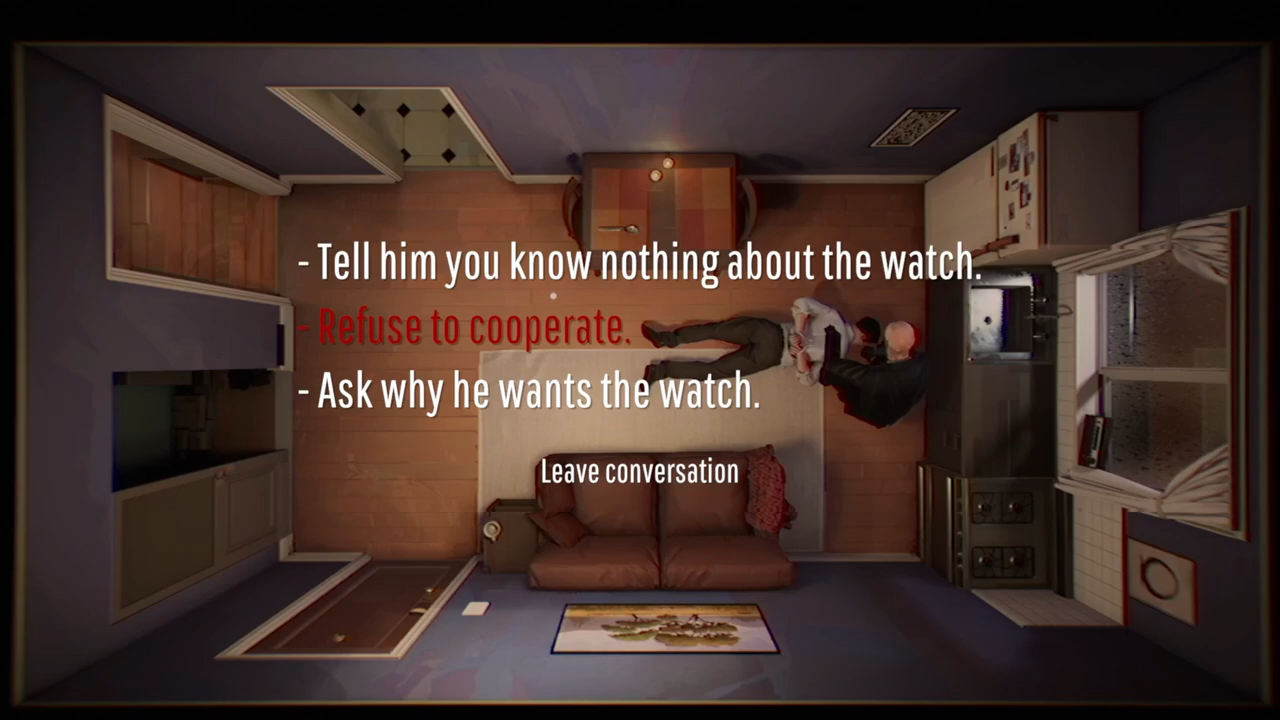 - Tell him you know nothing about the watch.
- Refuse to cooperate.
- Ask why he wants the watch.
Leave conversation